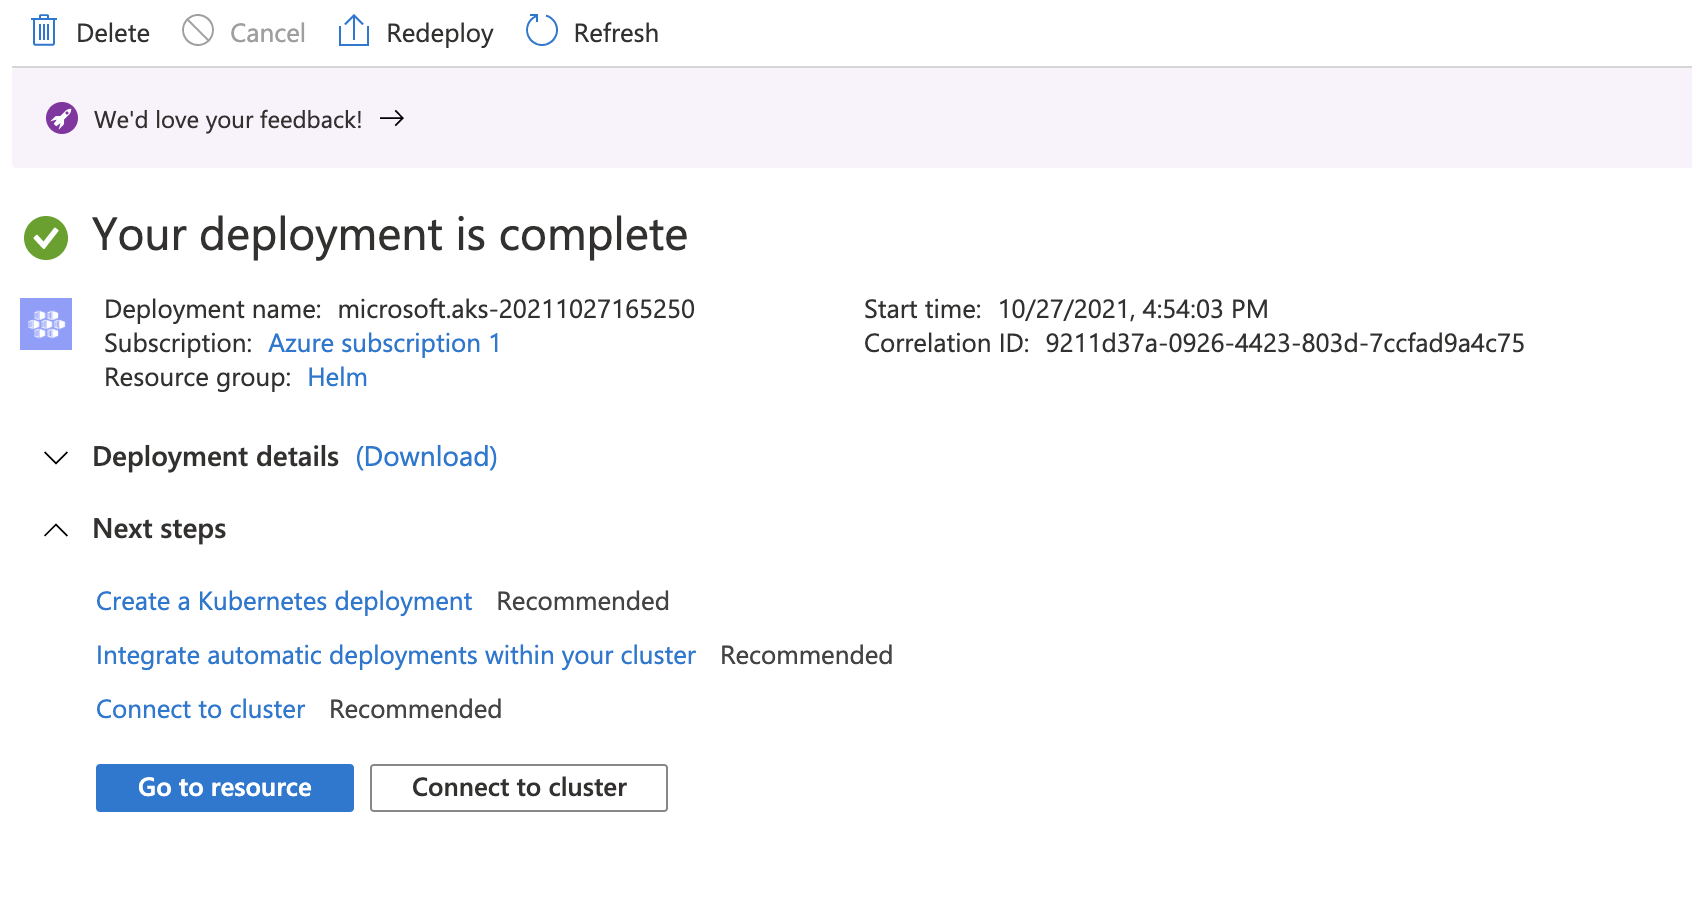 Delete Cancel Redeploy Refresh
We'd love your feedback! →
Your deployment is complete
Deployment name: microsoft.aks-20211027165250
Subscription: Azure subscription 1
Resource group: Helm
Start time: 10/27/2021, 4:54:03 PM
Correlation ID: 9211d37a-0926-4423-803d-7ccfad9a4c75
Deployment details (Download)
Next steps
Create a Kubernetes deployment Recommended
Integrate automatic deployments within your cluster Recommended
Connect to cluster Recommended
Go to resource Connect to cluster